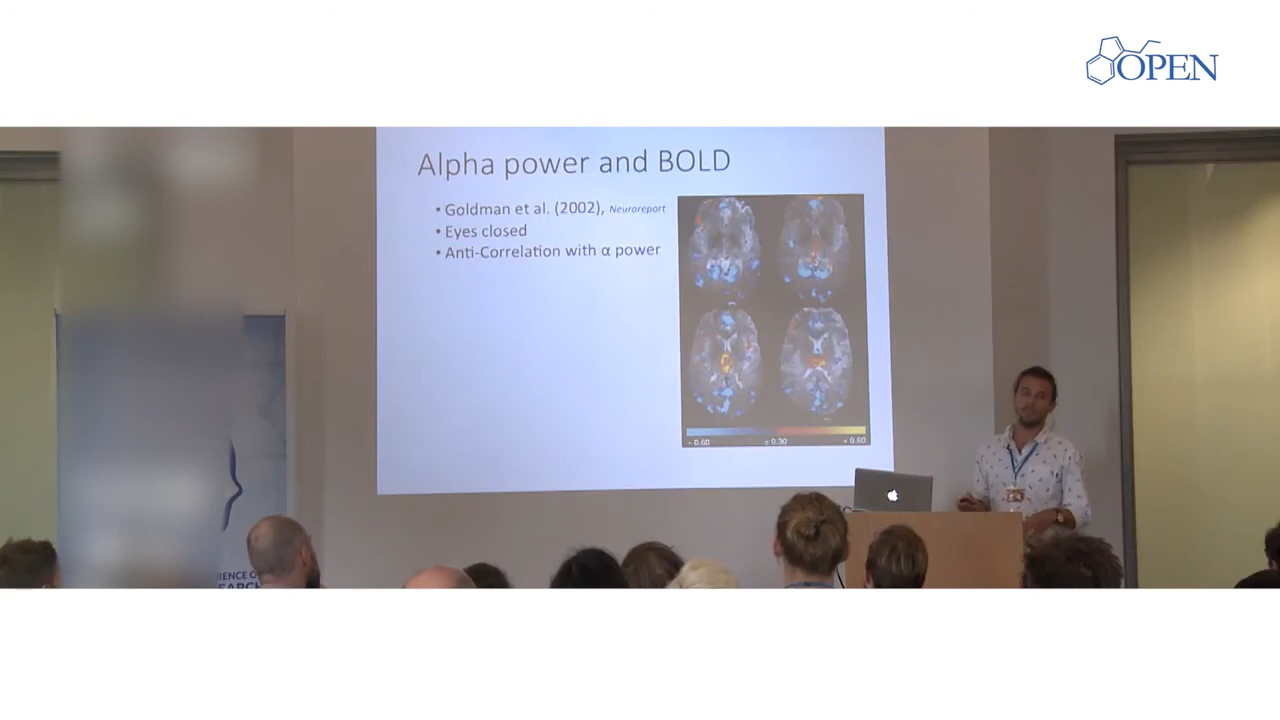 OPEN
Alpha power and BOLD
• Goldman et al. (2002), Neuroreport
• Eyes closed
• Anti-Correlation with α power
- 0.60 ± 0.30 + 0.60